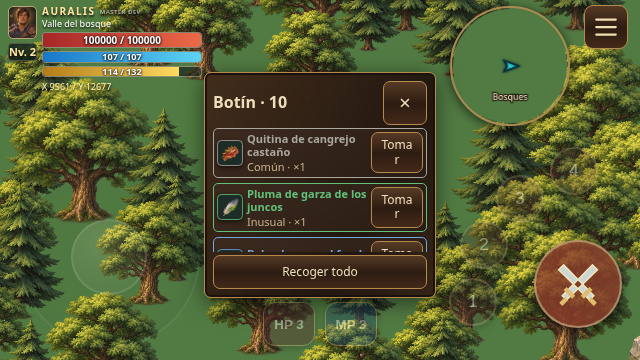 AURALIS MASTER DEV
Valle del bosque
100000 / 100000
Nv. 2
107 / 107
114 / 132
Botín · 10
×
Quitina de cangrejo
castaño
Común · ×1
Toma
r
Pluma de garza de los
juncos
Inusual · ×1
Toma
r
Toma
Recoger todo
Bosques
4
3
2
1
HP 3
MP 3